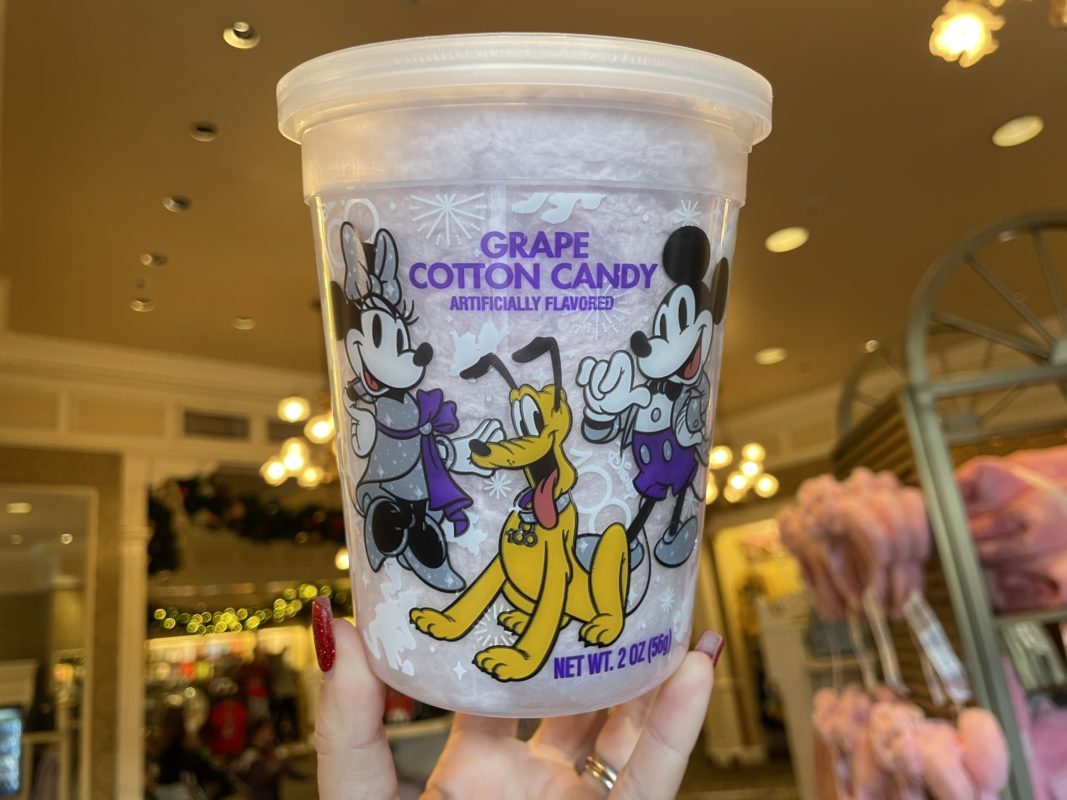 GRAPE
COTTON CANDY
ARTIFICIALLY FLAVORED
100
NET WT. 2 OZ (56g)